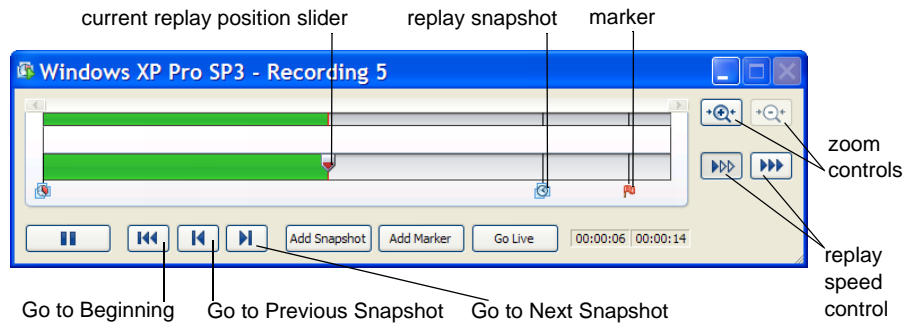 current replay position slider
replay snapshot
marker
Windows XP Pro SP3 - Recording 5
zoom
controls
Add Snapshot
Add Marker
Go Live
00:00:06
00:00:14
replay
speed
control
Go to Beginning
Go to Previous Snapshot
Go to Next Snapshot